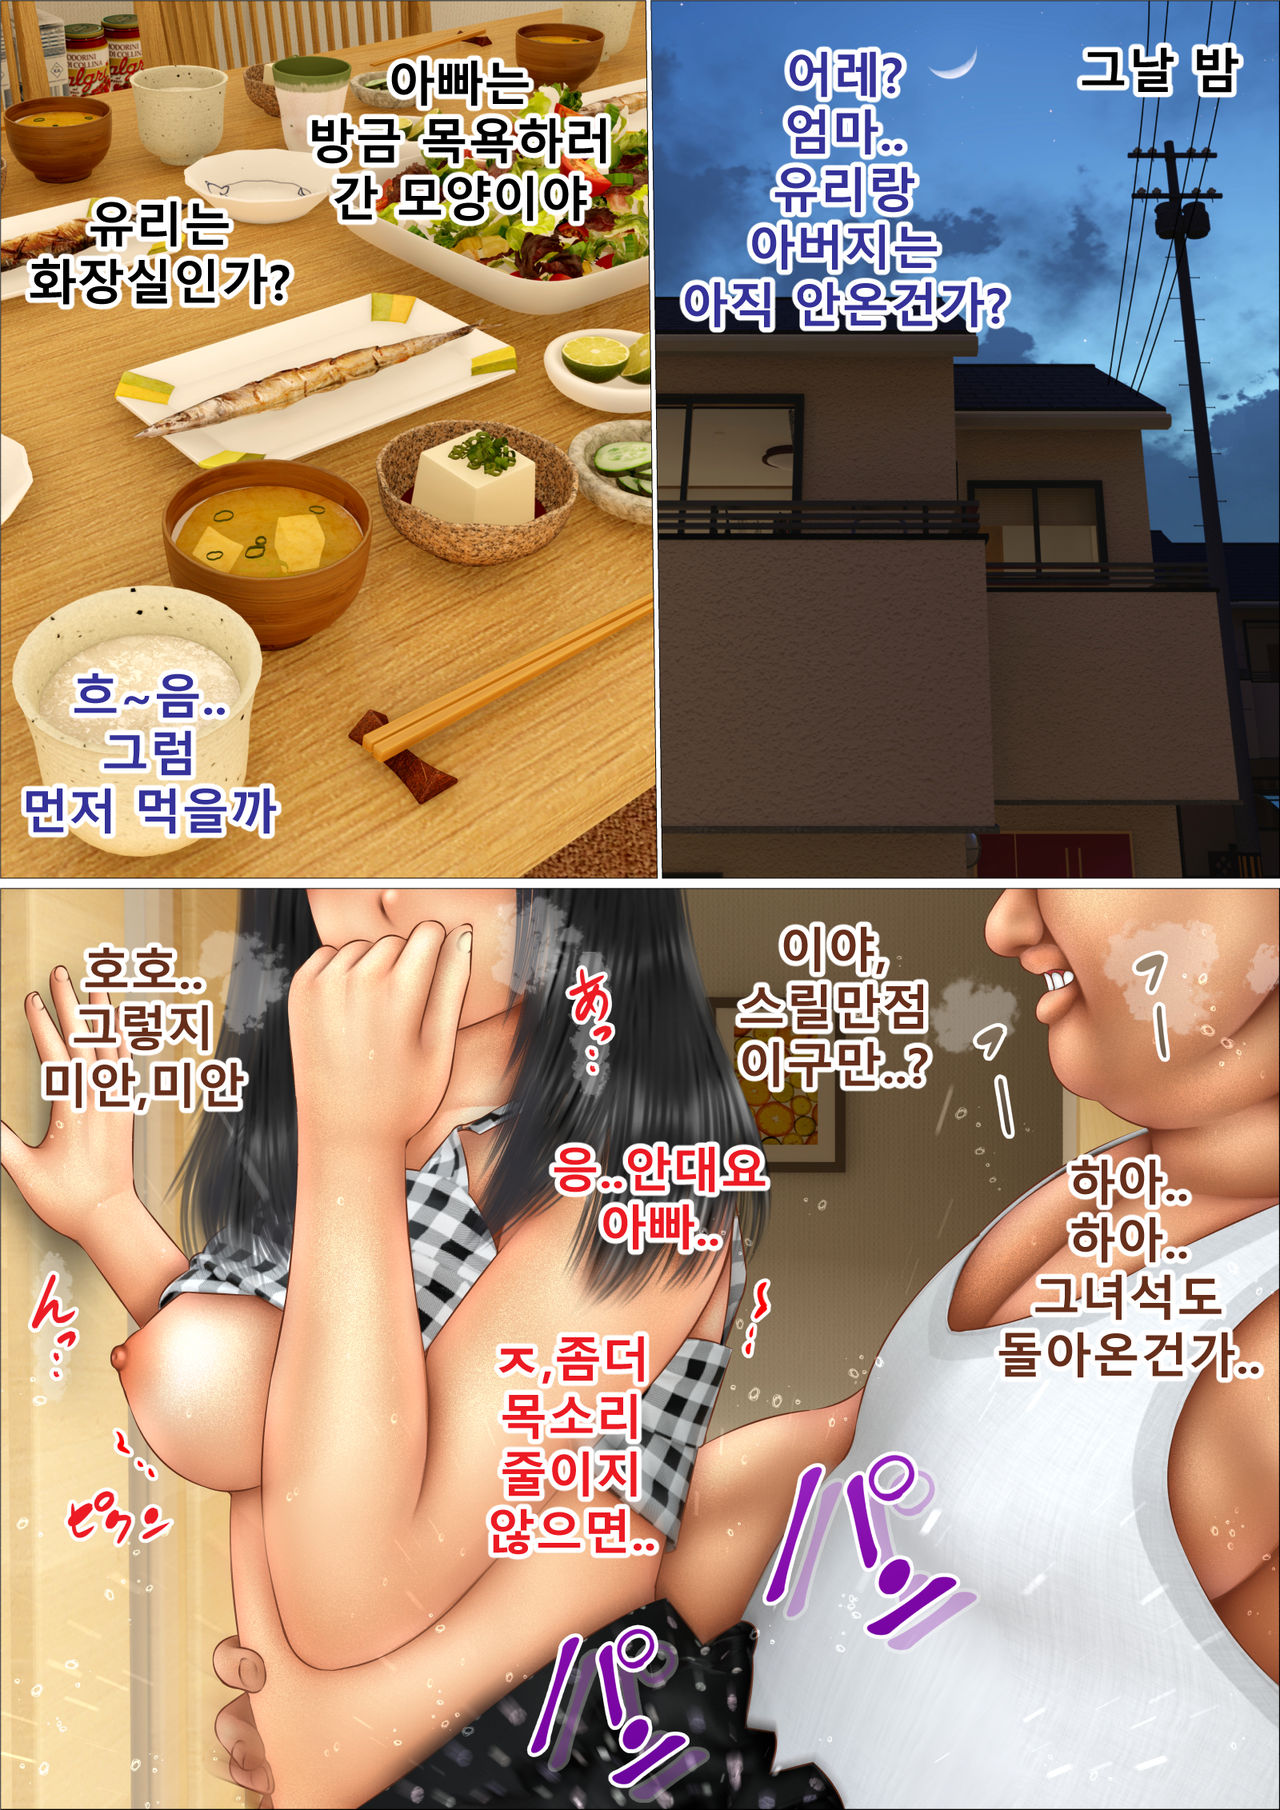 그날 밤
어레?
엄마..
유리랑
아버지는
아직 안온건가?
아빠는
방금 목욕하러
간 모양이야
유리는
화장실인가?
흐~음..
그럼
먼저 먹을까
이야,
스릴만점
이구만..?
하아..
하아..
그녀석도
돌아온건가..
あっ…
응..안대요
아빠..
ㅈ,좀더
목소리
줄이지
않으면..
호호..
그렇지
미안,미안
んっ…
ピクン
パン
パン